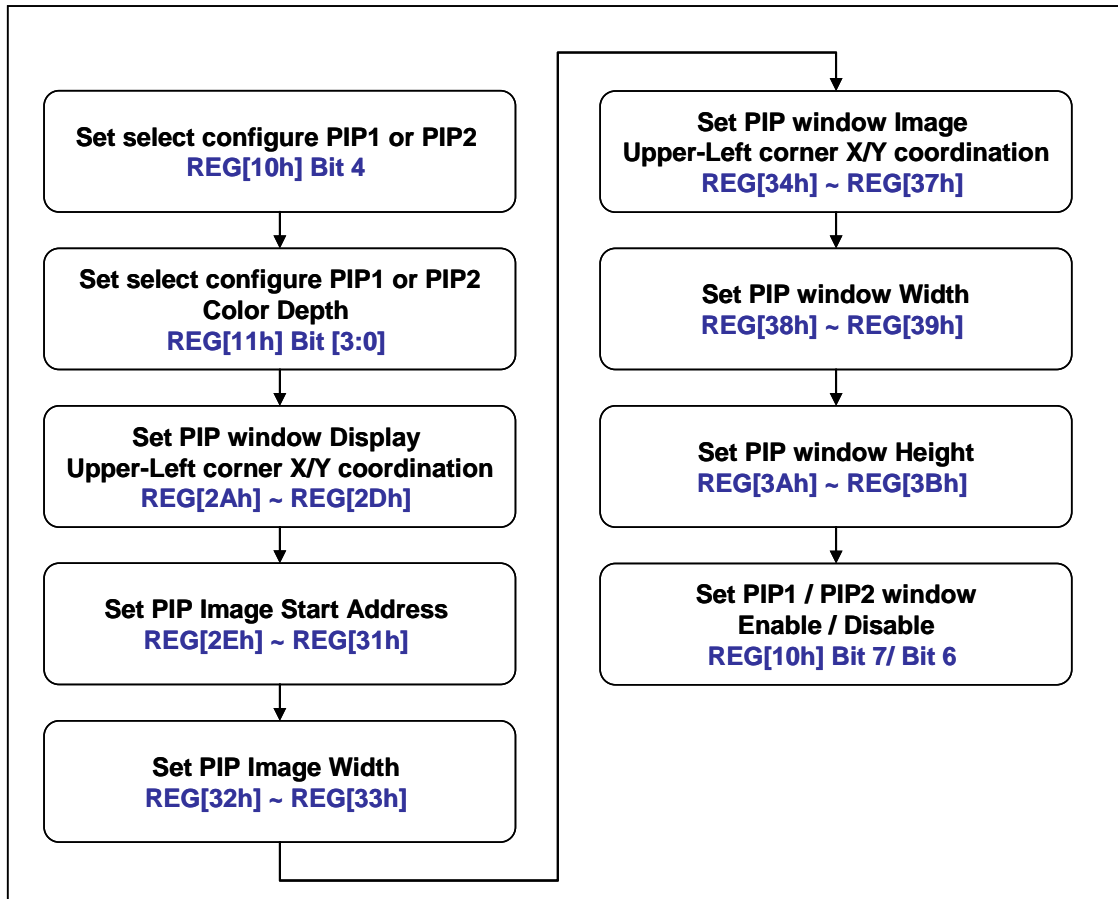 Set select configure PIP1 or PIP2
REG[10h] Bit 4
Set select configure PIP1 or PIP2
Color Depth
REG[11h] Bit [3:0]
Set PIP window Display
Upper-Left corner X/Y coordination
REG[2Ah] ~ REG[2Dh]
Set PIP Image Start Address
REG[2Eh] ~ REG[31h]
Set PIP Image Width
REG[32h] ~ REG[33h]
Set PIP window Image
Upper-Left corner X/Y coordination
REG[34h] ~ REG[37h]
Set PIP window Width
REG[38h] ~ REG[39h]
Set PIP window Height
REG[3Ah] ~ REG[3Bh]
Set PIP1 / PIP2 window
Enable / Disable
REG[10h] Bit 7/ Bit 6